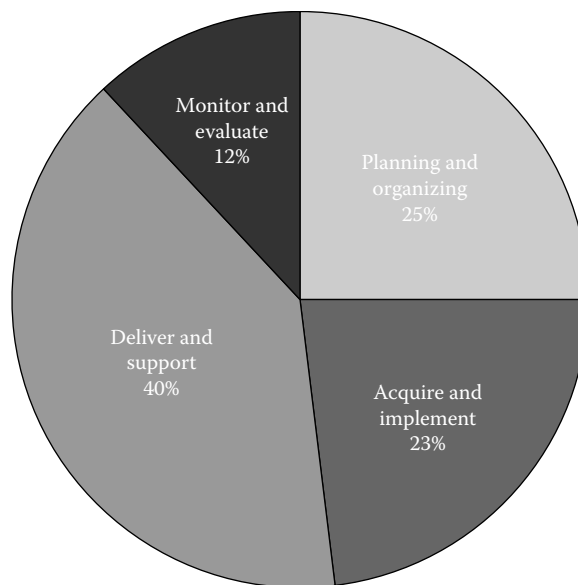 Monitor and
evaluate
12%
Planning and
organizing
25%
Deliver and
support
40%
Acquire and
implement
23%